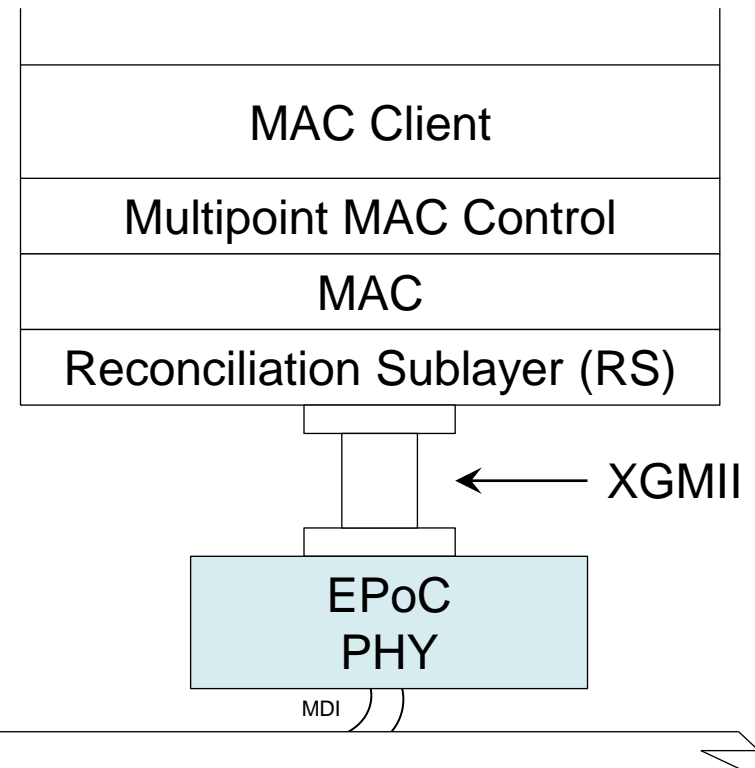 MAC Client
Multipoint MAC Control
MAC
Reconciliation Sublayer (RS)
XGMII
EPoC
PHY
MDI